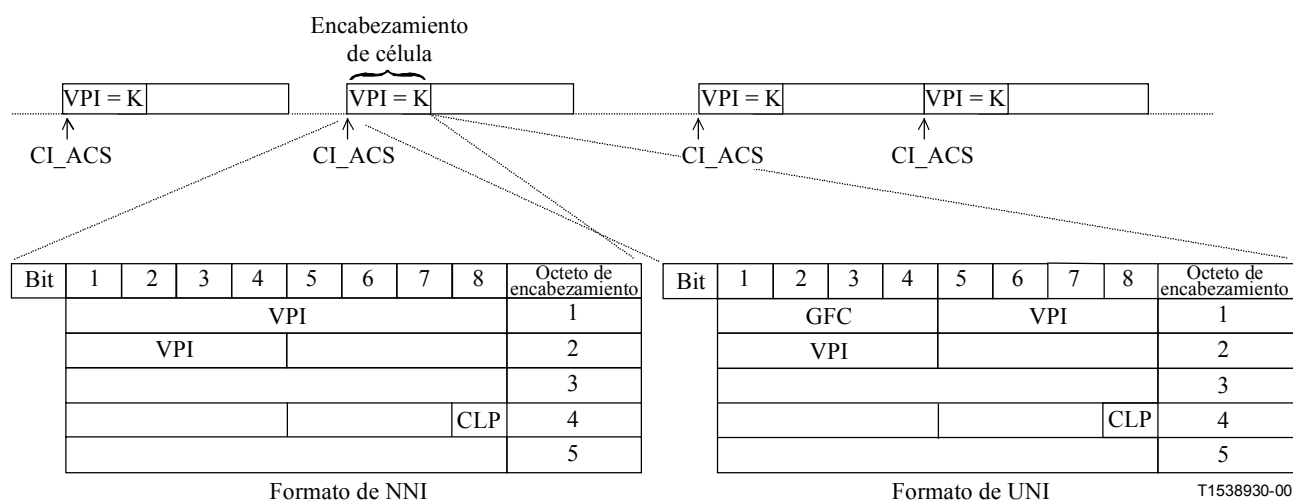 Encabezamiento
de célula
VPI = K VPI = K VPI = K VPI = K
CI_ACS CI_ACS CI_ACS CI_ACS
Bit 1 2 3 4 5 6 7 8 Octeto de encabezamiento
VPI 1
VPI 2
3
CLP 4
5
Formato de NNI
Bit 1 2 3 4 5 6 7 8 Octeto de encabezamiento
GFC VPI 1
VPI 2
3
CLP 4
5
Formato de UNI
T1538930-00